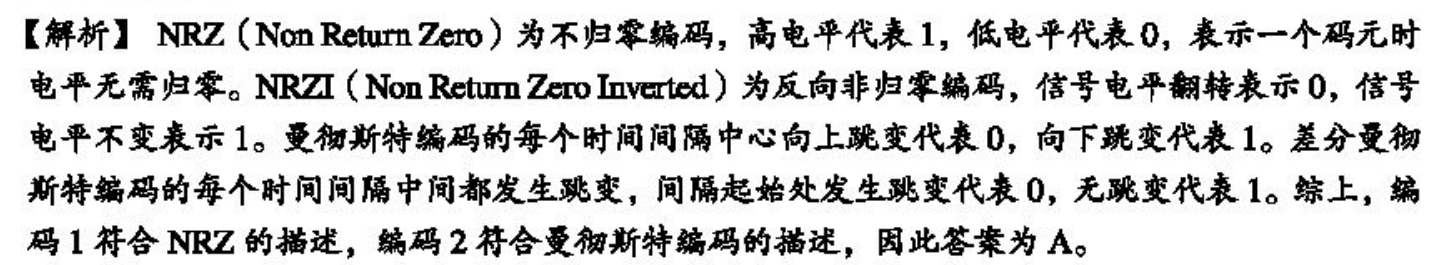 【解析】 NRZ（Non Return Zero）为不归零编码，高电平代表1，低电平代表0，表示一个码元时
电平无需归零。NRZI（Non Return Zero Inverted）为反向非归零编码，信号电平翻转表示0，信号
电平不变表示1。曼彻斯特编码的每个时间间隔中心向上跳变代表0，向下跳变代表1。差分曼彻
斯特编码的每个时间间隔中间都发生跳变，间隔起始处发生跳变代表0，无跳变代表1。综上，编
码1符合NRZ的描述，编码2符合曼彻斯特编码的描述，因此答案为A。